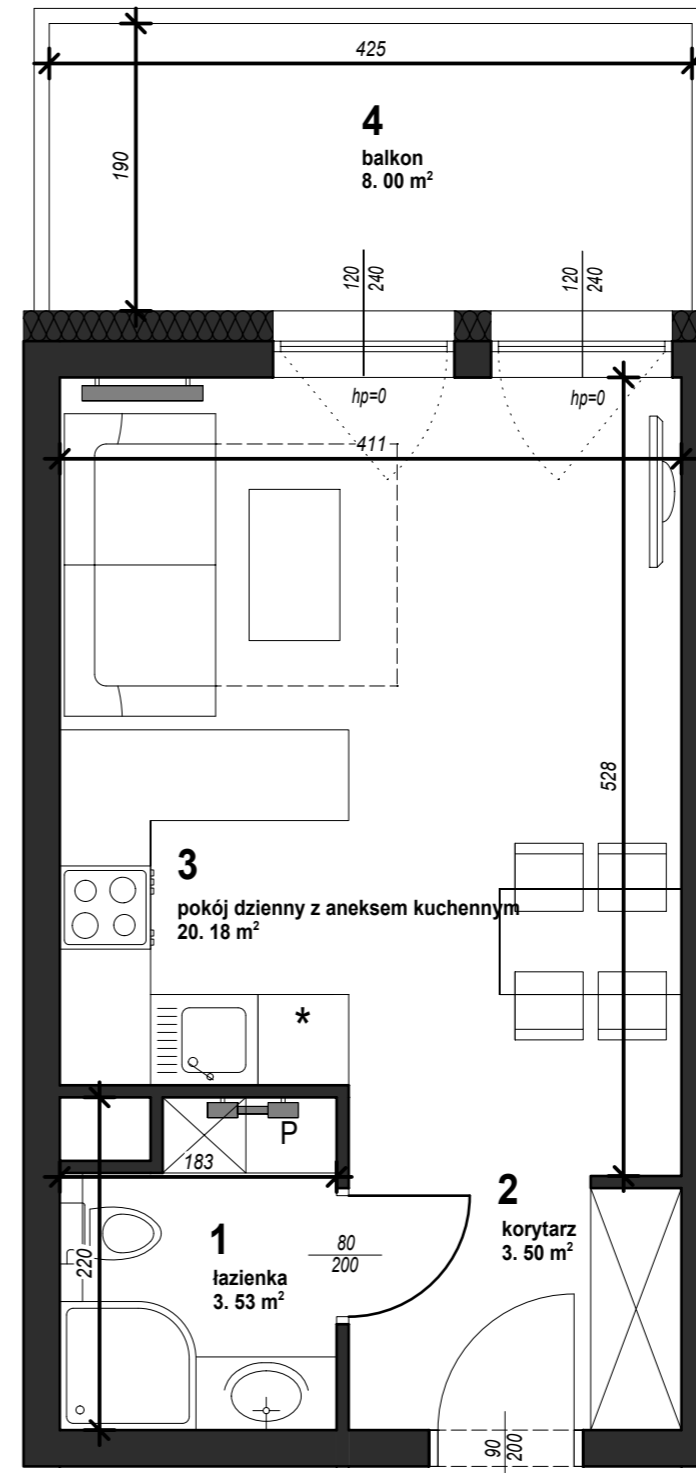 425
190
4
balkon
8. 00 m²
120
240
120
240
hp=0
hp=0
411
528
3
pokój dzienny z aneksem kuchennym
20. 18 m²
*
P
183
2
korytarz
3. 50 m²
1
łazienka
3. 53 m²
80
200
220
90
200